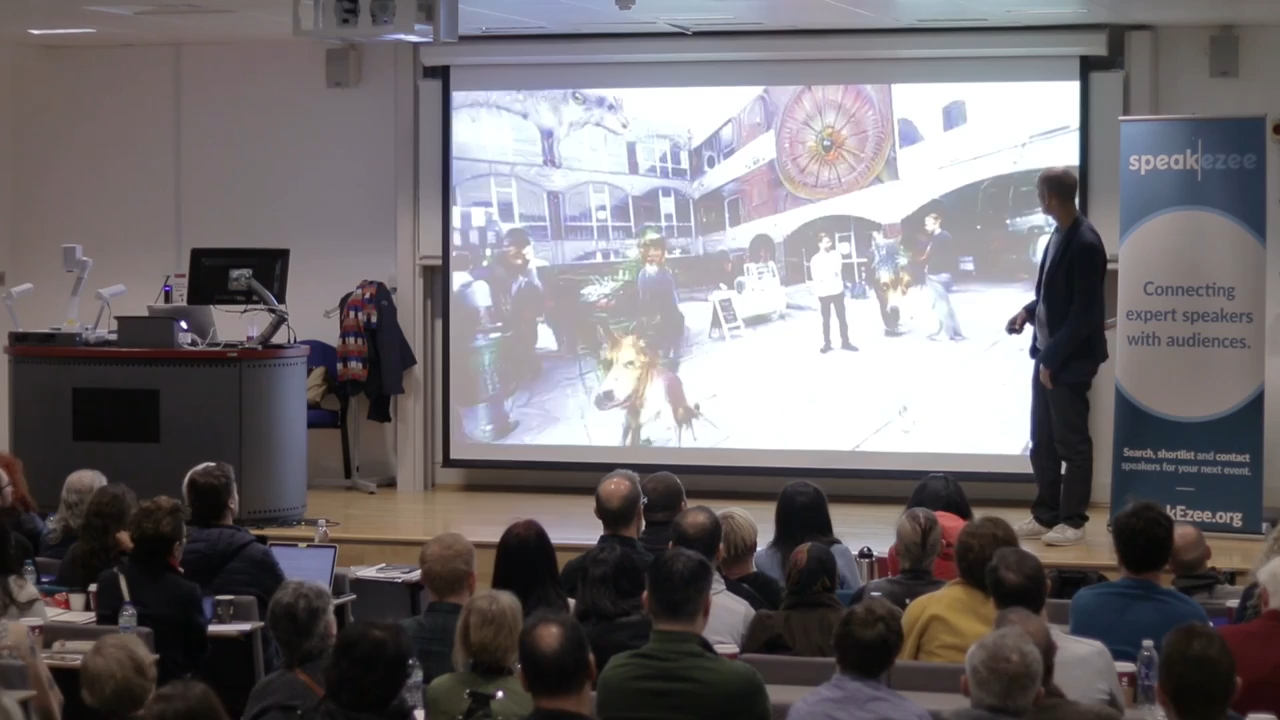 speakezee
Connecting
expert speakers
with audiences.
Search, shortlist and contact
speakers for your next event.
kEzee.org